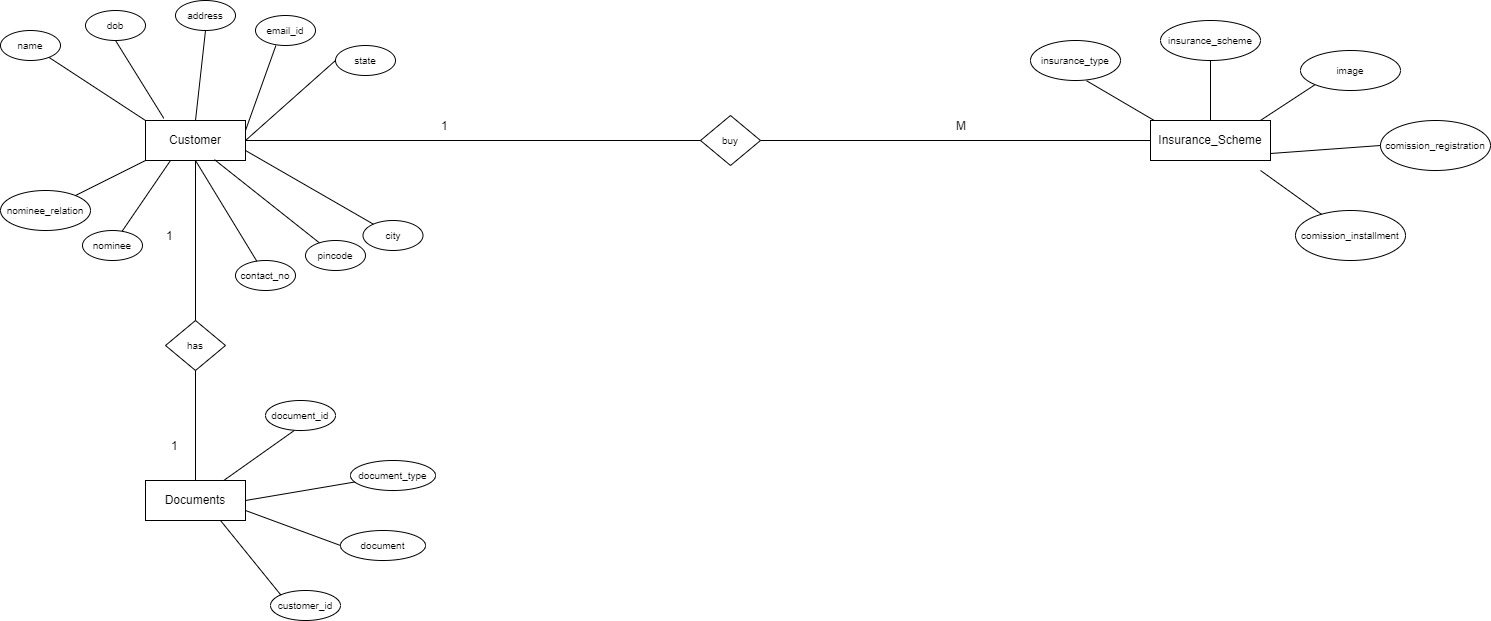 address
dob
email_id
name
state
insurance_scheme
insurance_type
image
1
M
Customer
buy
Insurance_Scheme
comission_registration
nominee_relation
nominee
1
city
pincode
contact_no
comission_installment
has
document_id
1
document_type
Documents
document
customer_id